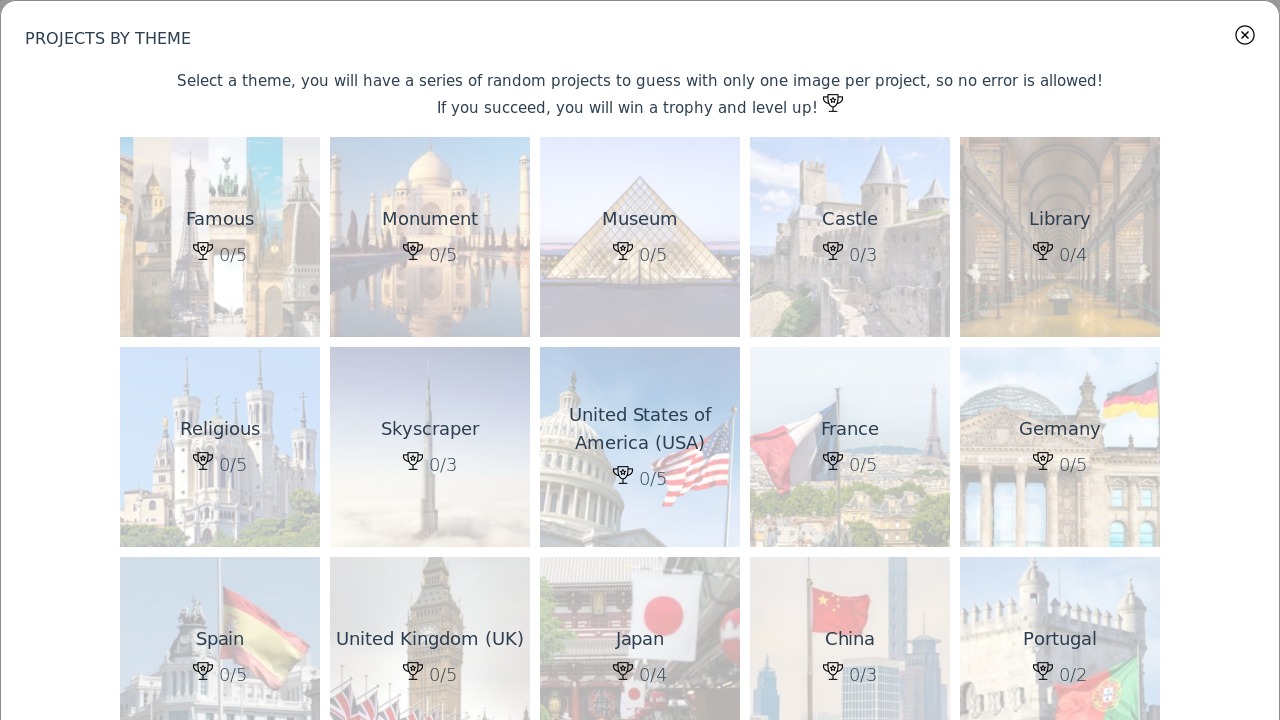 PROJECTS BY THEME
Select a theme, you will have a series of random projects to guess with only one image per project, so no error is allowed!
If you succeed, you will win a trophy and level up!
Famous
0/5
Monument
0/5
Museum
0/5
Castle
0/3
Library
0/4
Religious
0/5
Skyscraper
0/3
United States of
America (USA)
0/5
France
0/5
Germany
0/5
Spain
0/5
United Kingdom (UK)
0/5
Japan
0/4
China
0/3
Portugal
0/2